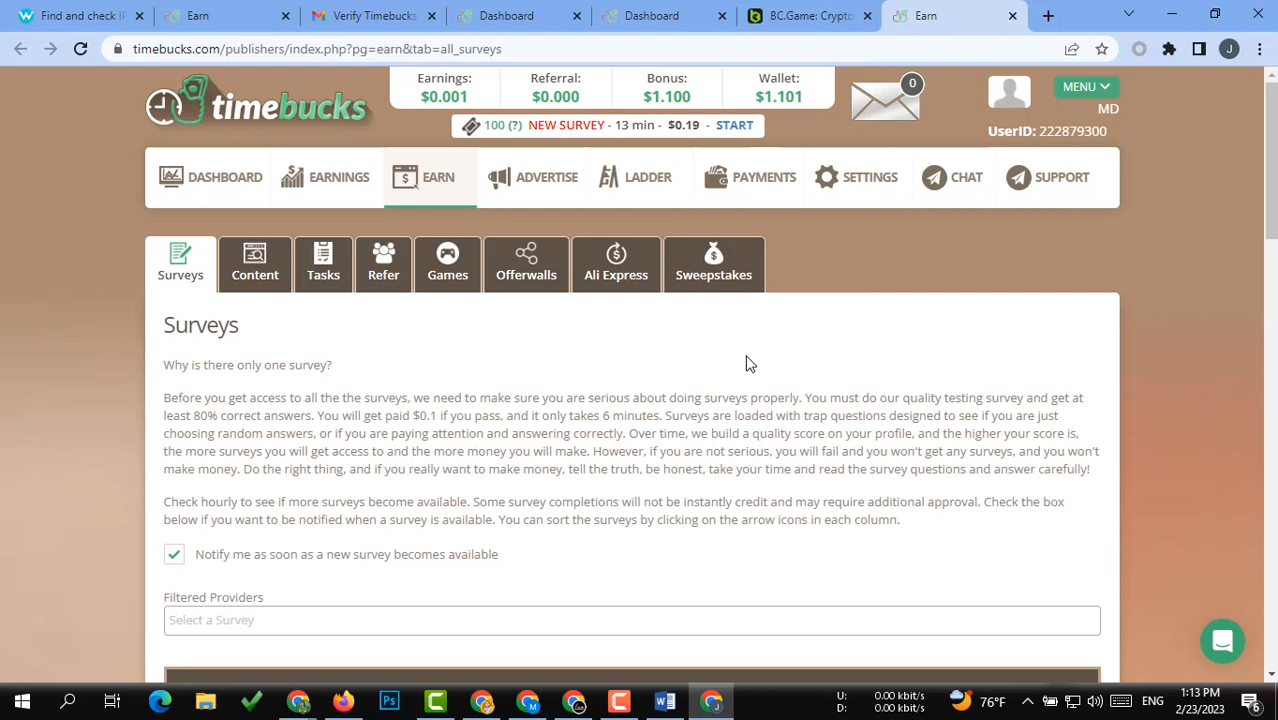 Find and check IP
Earn
Verify Timebucks
Dashboard
Dashboard
BC.Game: Crypto
Earn
timebucks.com/publishers/index.php?pg=earn&tab=all_surveys
J
timebucks
Earnings:
$0.001
Referral:
$0.000
Bonus:
$1.100
Wallet:
$1.101
100 (?) NEW SURVEY - 13 min - $0.19 - START
0
MENU
MD
UserID: 222879300
DASHBOARD
EARNINGS
EARN
ADVERTISE
LADDER
PAYMENTS
SETTINGS
CHAT
SUPPORT
Surveys
Content
Tasks
Refer
Games
Offerwalls
Ali Express
Sweepstakes
Surveys
Why is there only one survey?
Before you get access to all the the surveys, we need to make sure you are serious about doing surveys properly. You must do our quality testing survey and get at
least 80% correct answers. You will get paid $0.1 if you pass, and it only takes 6 minutes. Surveys are loaded with trap questions designed to see if you are just
choosing random answers, or if you are paying attention and answering correctly. Over time, we build a quality score on your profile, and the higher your score is,
the more surveys you will get access to and the more money you will make. However, if you are not serious, you will fail and you won't get any surveys, and you won't
make money. Do the right thing, and if you really want to make money, tell the truth, be honest, take your time and read the survey questions and answer carefully!
Check hourly to see if more surveys become available. Some survey completions will not be instantly credit and may require additional approval. Check the box
below if you want to be notified when a survey is available. You can sort the surveys by clicking on the arrow icons in each column.
Notify me as soon as a new survey becomes available
Filtered Providers
Select a Survey
U: 0.00 kbit/s
D: 0.00 kbit/s
76°F
ENG
1:13 PM
2/23/2023
6